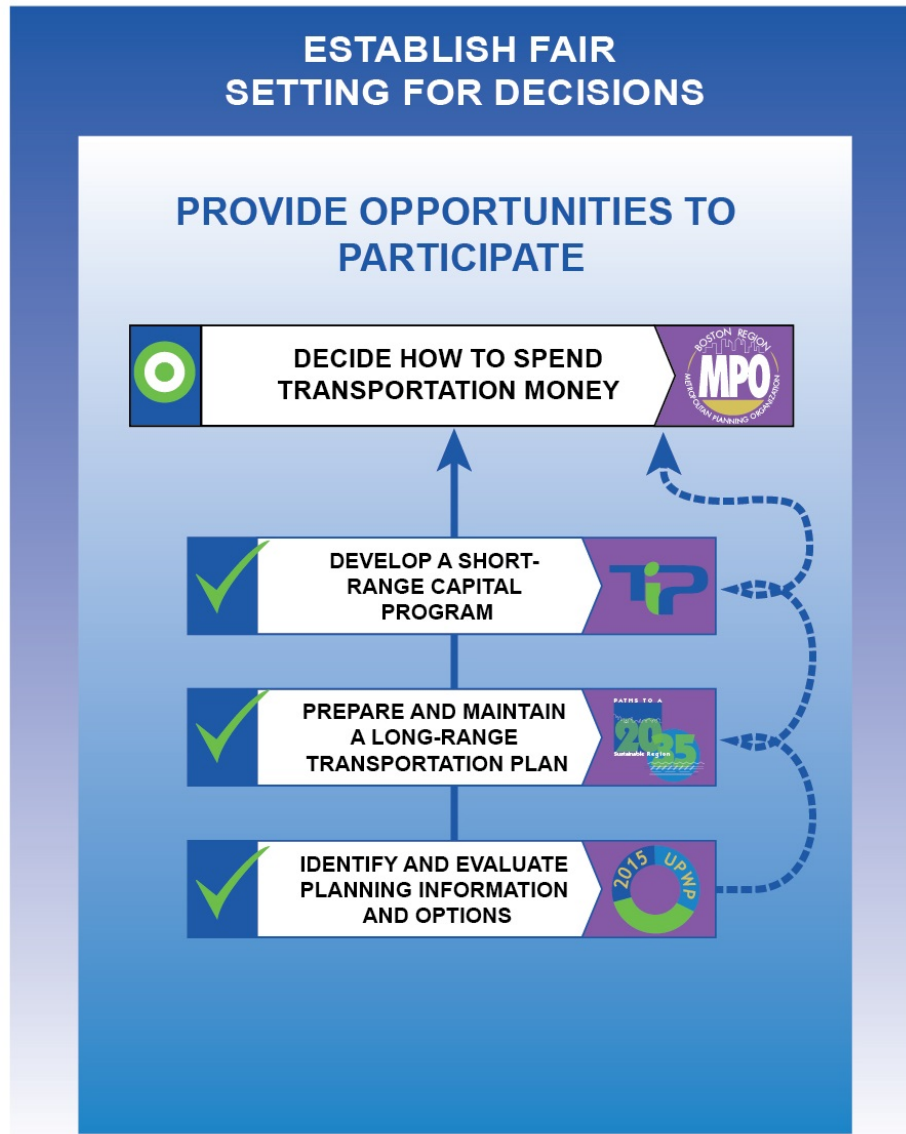 ESTABLISH FAIR
SETTING FOR DECISIONS
PROVIDE OPPORTUNITIES TO
PARTICIPATE
DECIDE HOW TO SPEND
TRANSPORTATION MONEY
BOSTON REGION
MPO
METROPOLITAN PLANNING ORGANIZATION
DEVELOP A SHORT-
RANGE CAPITAL
PROGRAM
TiP
PREPARE AND MAINTAIN
A LONG-RANGE
TRANSPORTATION PLAN
PATHS TO A
2035
Sustainable Region
IDENTIFY AND EVALUATE
PLANNING INFORMATION
AND OPTIONS
2015 UPWP